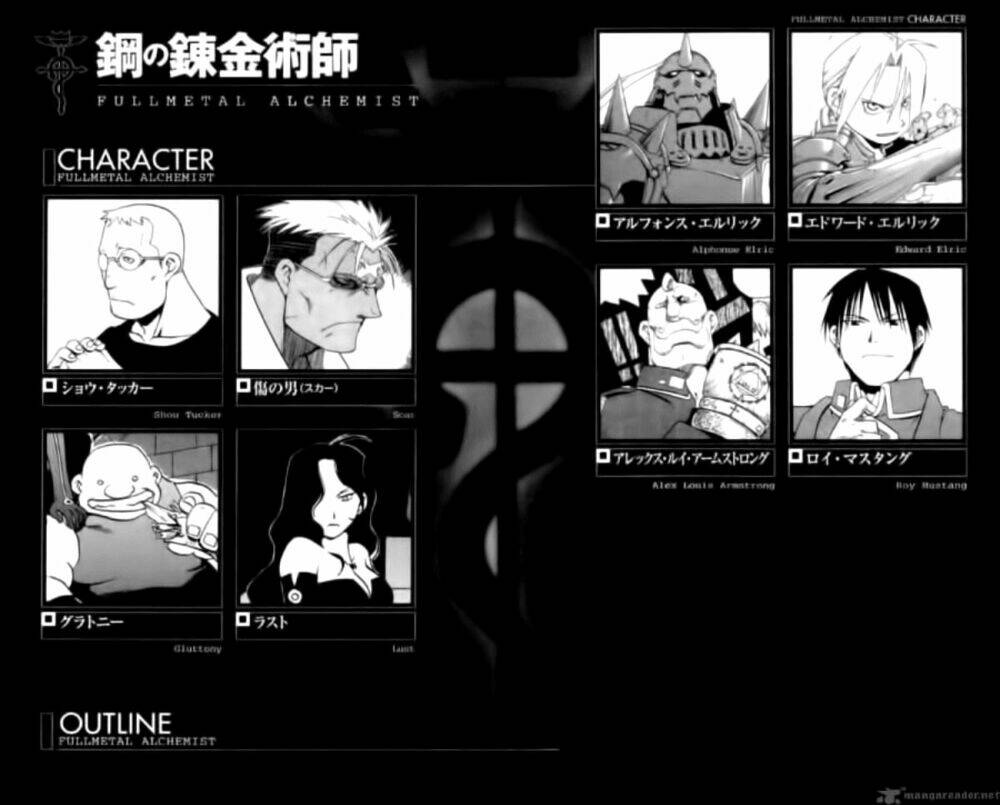 鋼の錬金術師
FULLMETAL ALCHEMIST
CHARACTER
FULLMETAL ALCHEMIST
ショウ・タッカー
Shou Tucker
傷の男(スカー)
Scar
グラトニー
Gluttony
ラスト
Lust
OUTLINE
FULLMETAL ALCHEMIST
FULLMETAL ALCHEMIST CHARACTER
アルフォンス・エルリック
Alphonse Elric
エドワード・エルリック
Edward Elric
アレックス・ルイ・アームストロング
Alex Louis Armstrong
ロイ・マスタング
Roy Mustang
mangareader.net